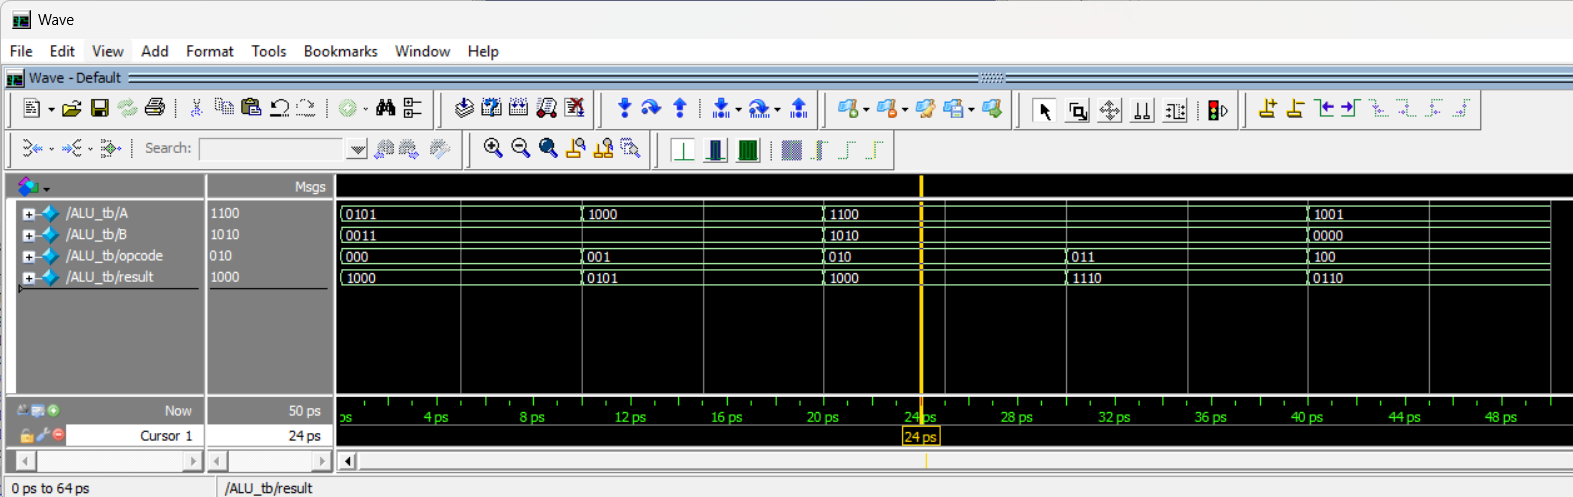 Wave
File Edit View Add Format Tools Bookmarks Window Help
Wave - Default
Search:
Msgs
/ALU_tb/A 1100 0101 1000 1100 1001
/ALU_tb/B 1010 0011 1010 0000
/ALU_tb/opcode 010 000 001 010 011 100
/ALU_tb/result 1000 1000 0101 1000 1110 0110
Now 50 ps ps 4 ps 8 ps 12 ps 16 ps 20 ps 24 ps 28 ps 32 ps 36 ps 40 ps 44 ps 48 ps
Cursor 1 24 ps 24 ps
0 ps to 64 ps /ALU_tb/result